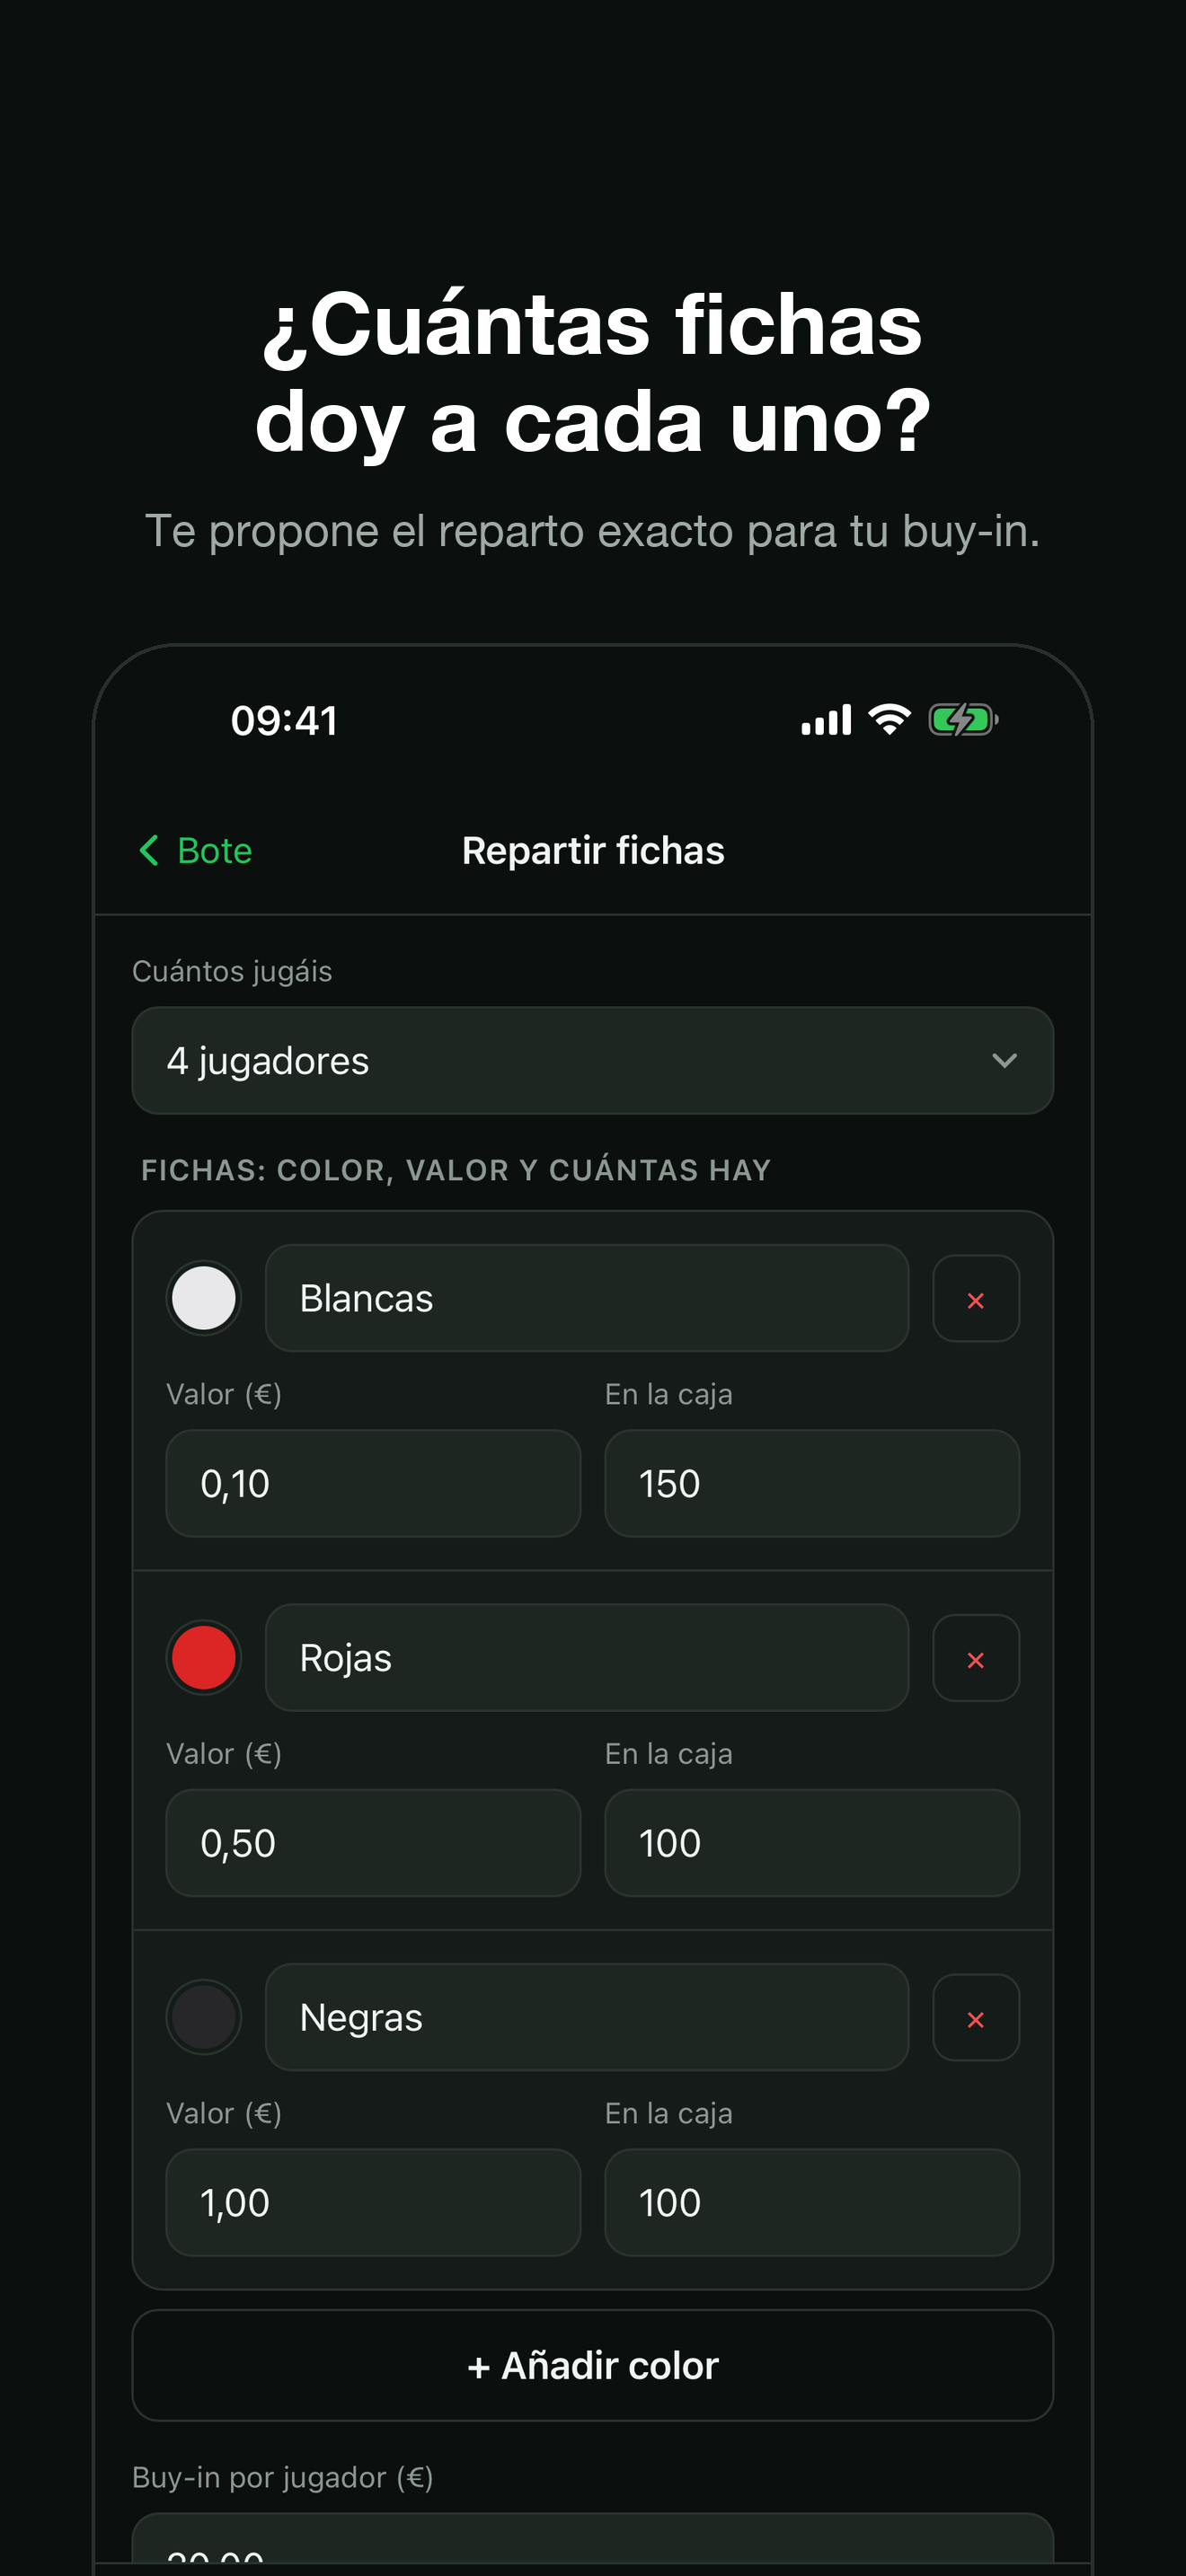 ¿Cuántas fichas
doy a cada uno?
Te propone el reparto exacto para tu buy-in.
09:41
Bote
Repartir fichas
Cuántos jugáis
4 jugadores
FICHAS: COLOR, VALOR Y CUÁNTAS HAY
Blancas
×
Valor (€)
En la caja
0,10
150
Rojas
×
Valor (€)
En la caja
0,50
100
Negras
×
Valor (€)
En la caja
1,00
100
+ Añadir color
Buy-in por jugador (€)